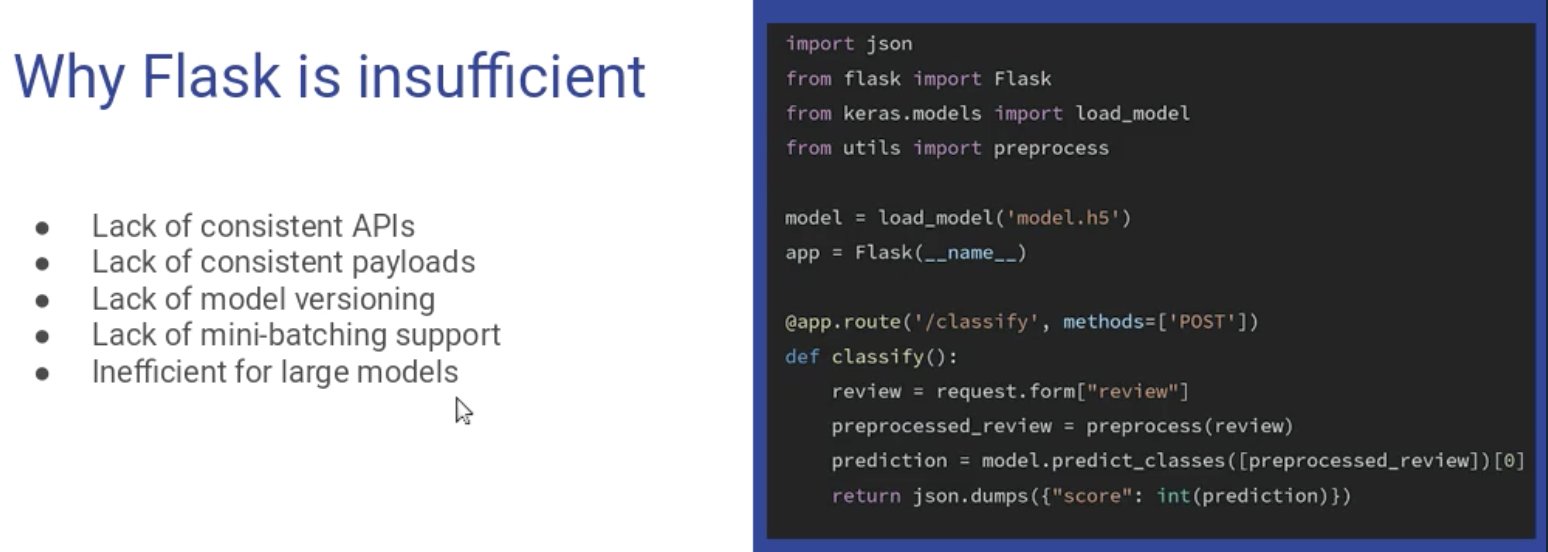 Why Flask is insufficient
● Lack of consistent APIs
● Lack of consistent payloads
● Lack of model versioning
● Lack of mini-batching support
● Inefficient for large models
import json
from flask import Flask
from keras.models import load_model
from utils import preprocess

model = load_model('model.h5')
app = Flask(__name__)

@app.route('/classify', methods=['POST'])
def classify():
    review = request.form["review"]
    preprocessed_review = preprocess(review)
    prediction = model.predict_classes([preprocessed_review])[0]
    return json.dumps({"score": int(prediction)})